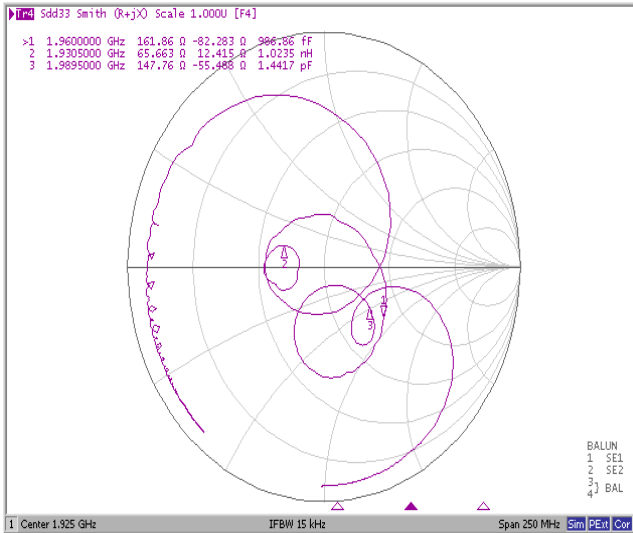 Tr4 Sdd33 Smith (R+jX) Scale 1.000U [F4]
>1 1.9600000 GHz 161.86 Ω -82.283 Ω 986.86 fF
2 1.9305000 GHz 65.663 Ω 12.415 Ω 1.0235 nH
3 1.9895000 GHz 147.76 Ω -55.488 Ω 1.4417 pF
2
1
3
BALUN
1 SE1
2 SE2
3
4} BAL
1 Center 1.925 GHz IFBW 15 kHz Span 250 MHz Sim PExt Cor